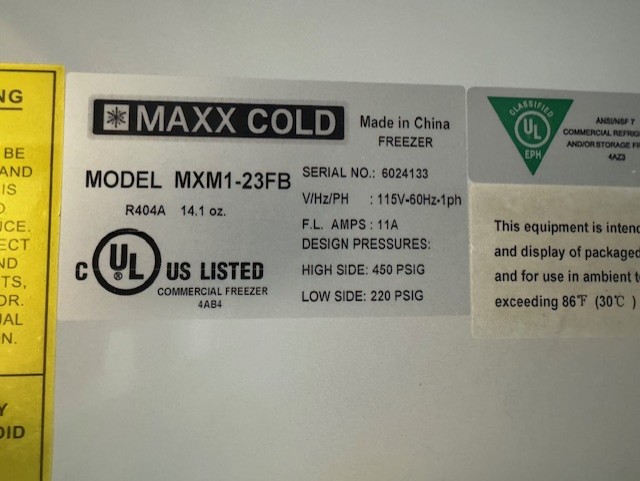 NG
BE
AND
IS
ICE.
ECT
ND
TS,
OR.
UAL
N.
Y
OID
MAXX COLD
Made in China
FREEZER
MODEL MXM1-23FB
R404A 14.1 oz.
SERIAL NO.: 6024133
V/Hz/PH : 115V-60Hz-1ph
F.L. AMPS : 11A
DESIGN PRESSURES:
HIGH SIDE: 450 PSIG
LOW SIDE: 220 PSIG
C UL US LISTED
COMMERCIAL FREEZER
4AB4
CLASSIFIED
UL
EPH
ANSI/NSF 7
COMMERCIAL REFRIG
AND/OR STORAGE FR
4AZ3
This equipment is intend
and display of packaged
and for use in ambient te
exceeding 86℉ (30℃ )